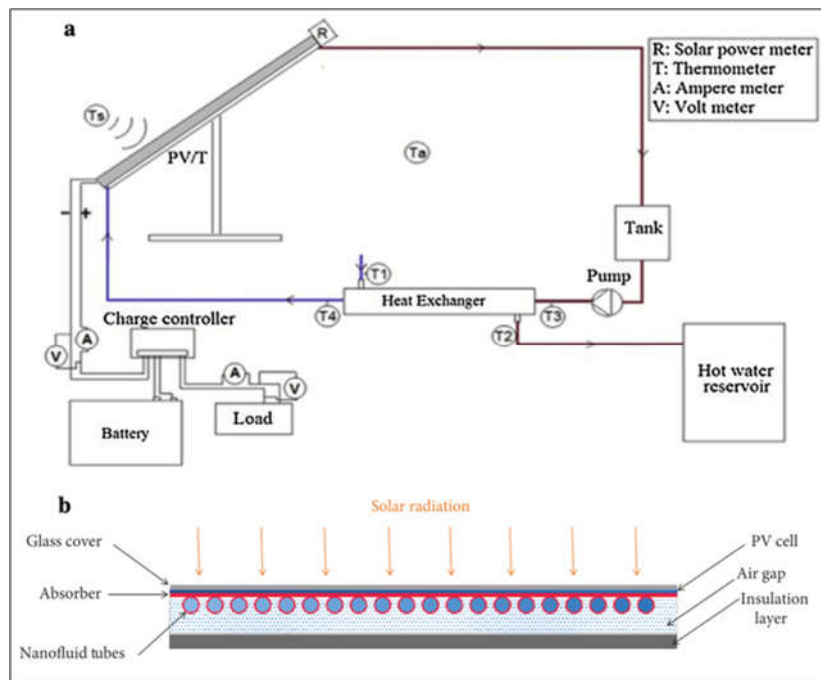 a
R
R: Solar power meter
T: Thermometer
A: Ampere meter
V: Volt meter
Ts
PV/T
Ta
− +
Tank
Pump
T1
Heat Exchanger
T4
T3
T2
Charge controller
A
V
A
V
Load
Battery
Hot water
reservoir
b
Solar radiation
Glass cover
PV cell
Absorber
Air gap
Insulation
layer
Nanofluid tubes